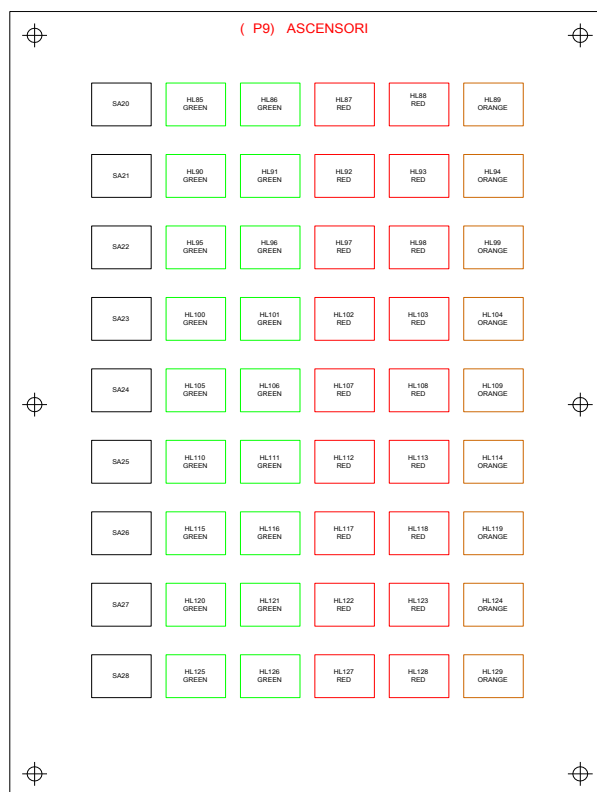 ( P9) ASCENSORI
SA20
HL85
GREEN
HL86
GREEN
HL87
RED
HL88
RED
HL89
ORANGE
SA21
HL90
GREEN
HL91
GREEN
HL92
RED
HL93
RED
HL94
ORANGE
SA22
HL95
GREEN
HL96
GREEN
HL97
RED
HL98
RED
HL99
ORANGE
SA23
HL100
GREEN
HL101
GREEN
HL102
RED
HL103
RED
HL104
ORANGE
SA24
HL105
GREEN
HL106
GREEN
HL107
RED
HL108
RED
HL109
ORANGE
SA25
HL110
GREEN
HL111
GREEN
HL112
RED
HL113
RED
HL114
ORANGE
SA26
HL115
GREEN
HL116
GREEN
HL117
RED
HL118
RED
HL119
ORANGE
SA27
HL120
GREEN
HL121
GREEN
HL122
RED
HL123
RED
HL124
ORANGE
SA28
HL125
GREEN
HL126
GREEN
HL127
RED
HL128
RED
HL129
ORANGE